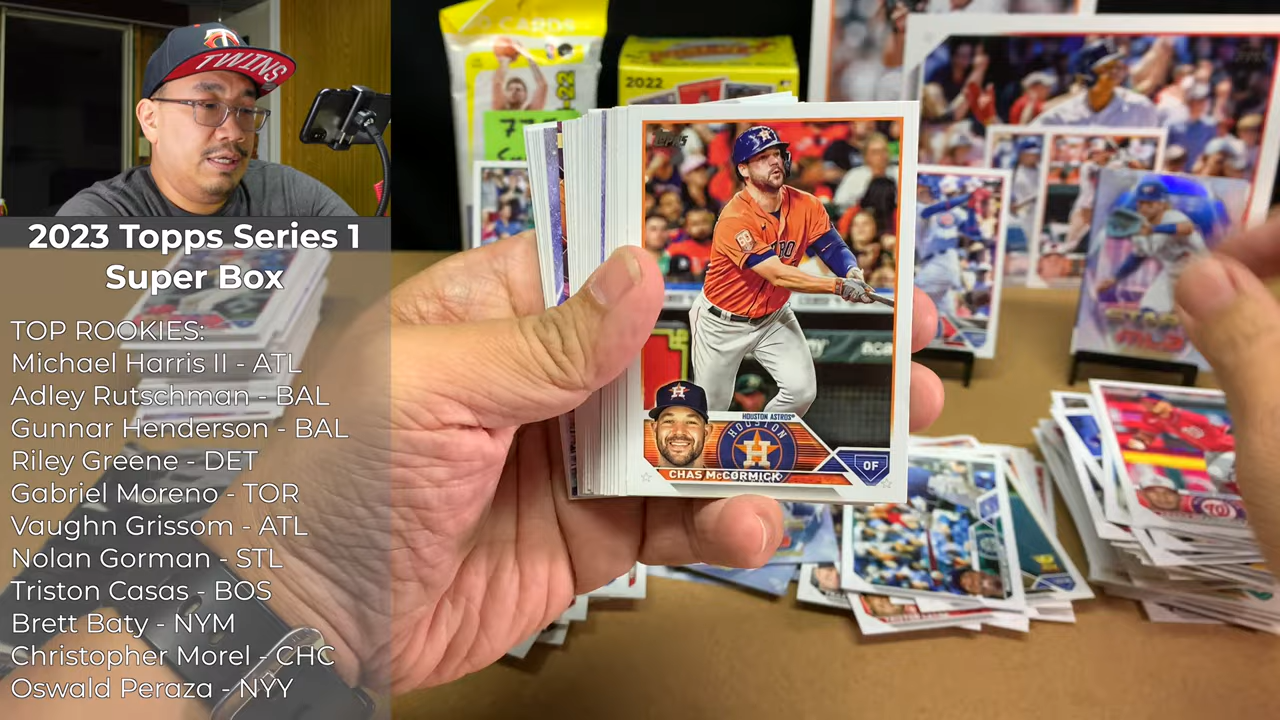 TWINS
2023 Topps Series 1
Super Box
TOP ROOKIES:
Michael Harris II - ATL
Adley Rutschman - BAL
Gunnar Henderson - BAL
Riley Greene - DET
Gabriel Moreno - TOR
Vaughn Grissom - ATL
Nolan Gorman - STL
Triston Casas - BOS
Brett Baty - NYM
Christopher Morel - CHC
Oswald Peraza - NYY
CARDS
2022
TOPPS
HOUSTON ASTROS
HOUSTON
H
OF
CHAS McCORMICK